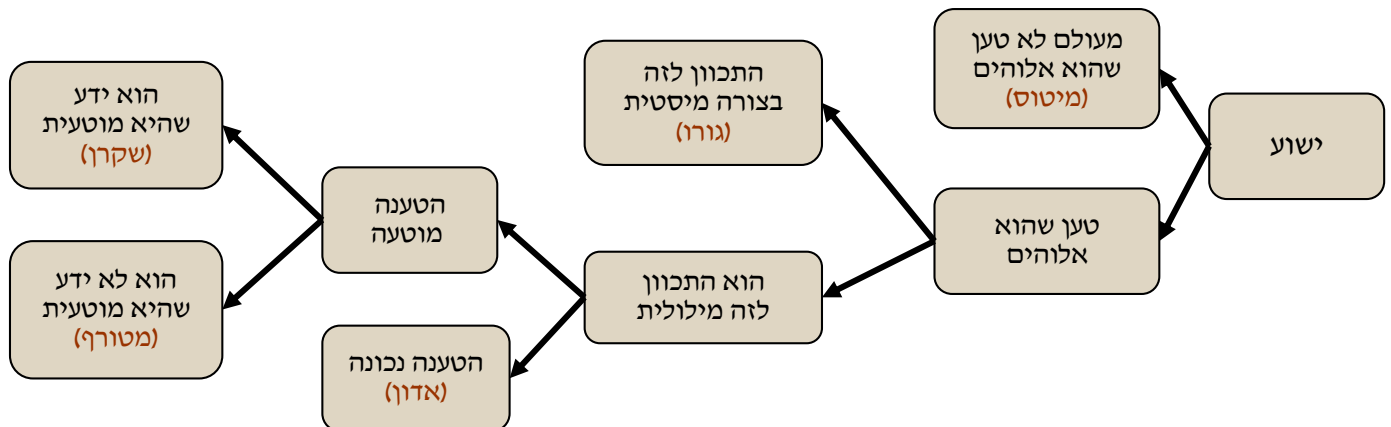 ישוע
מעולם לא טען
שהוא אלוהים
(מיטוס)
טען שהוא
אלוהים
התכוון לזה
בצורה מיסטית
(גורו)
הוא התכוון
לזה מילולית
הטענה
מוטעה
הטענה נכונה
(אדון)
הוא ידע
שהיא מוטעית
(שקרן)
הוא לא ידע
שהיא מוטעית
(מטורף)